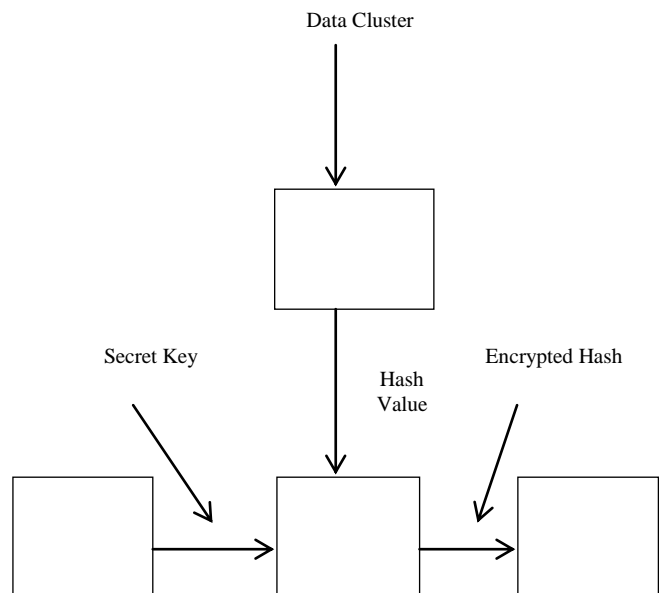 Data Cluster
Secret Key
Encrypted Hash
Hash
Value